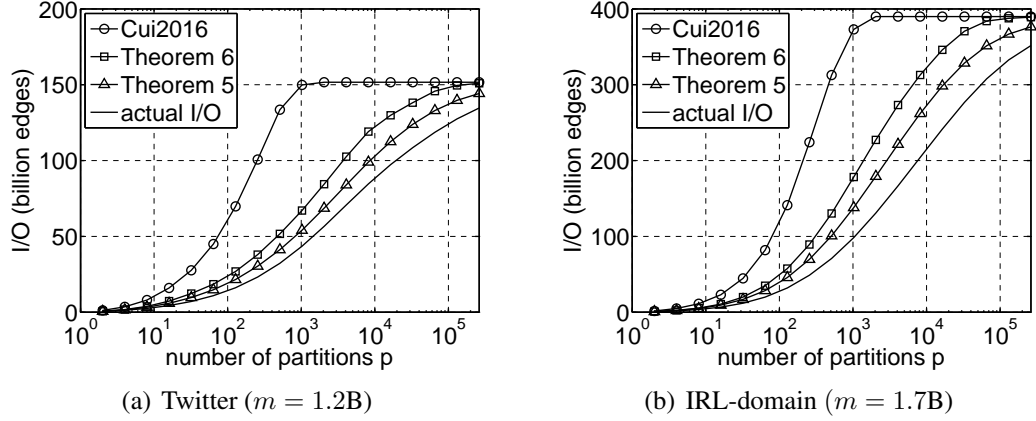 200
150
100
50
0
I/O (billion edges)
Cui2016
Theorem 6
Theorem 5
actual I/O
10^0 10^1 10^2 10^3 10^4 10^5
number of partitions p
(a) Twitter (m = 1.2B)
400
300
200
100
0
I/O (billion edges)
Cui2016
Theorem 6
Theorem 5
actual I/O
10^0 10^1 10^2 10^3 10^4 10^5
number of partitions p
(b) IRL-domain (m = 1.7B)